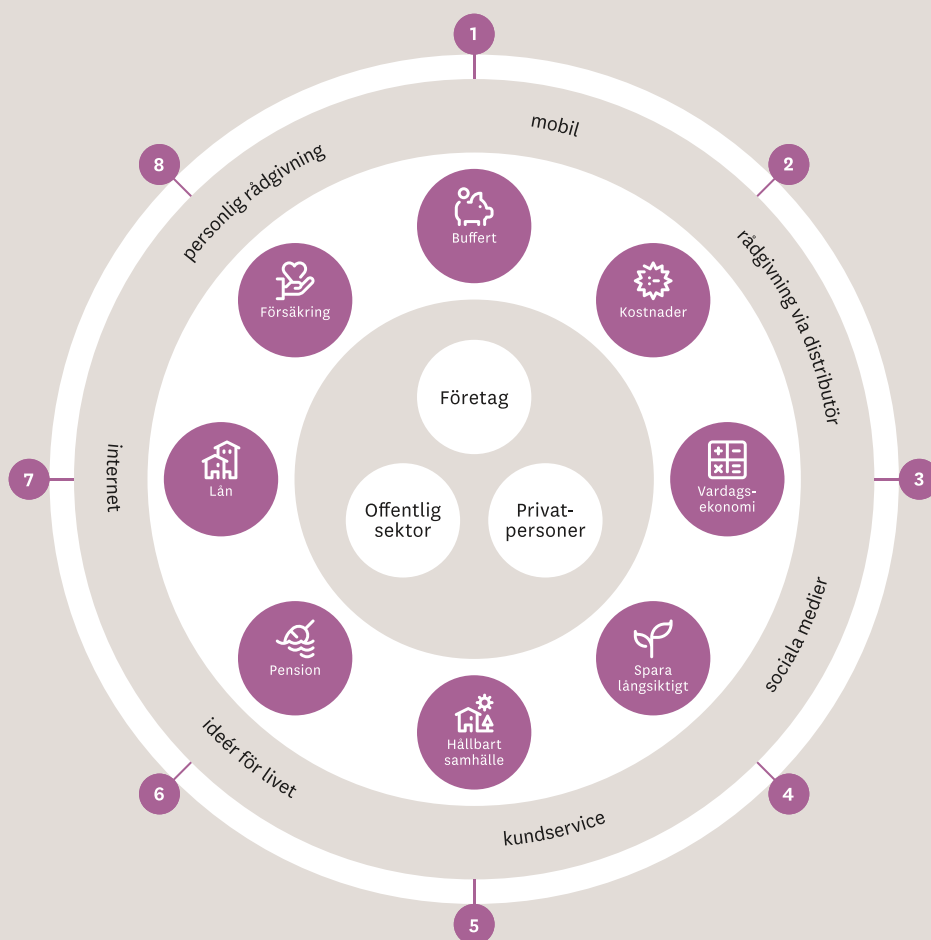 1
mobil
2
rådgivning via distributör
3
sociala medier
4
kundservice
5
ideér för livet
6
internet
7
personlig rådgivning
8
Buffert
Kostnader
Vardags-
ekonomi
Spara
långsiktigt
Hållbart
samhälle
Pension
Lån
Försäkring
Företag
Offentlig
sektor
Privat-
personer